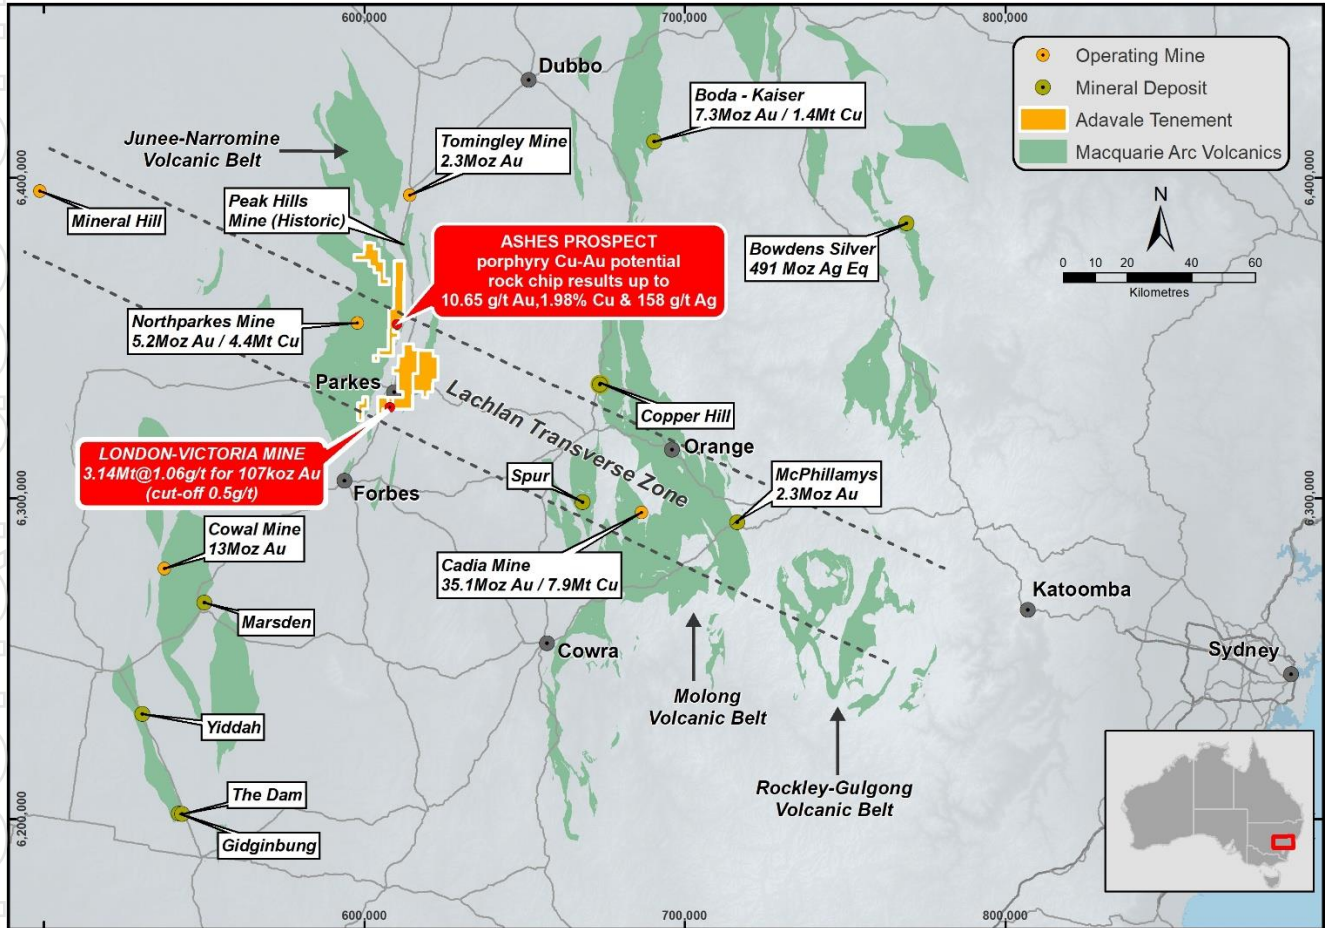 600,000
700,000
800,000
Operating Mine
Mineral Deposit
Adavale Tenement
Macquarie Arc Volcanics
Dubbo
Boda - Kaiser
7.3Moz Au / 1.4Mt Cu
Junee-Narromine
Volcanic Belt
Tomingley Mine
2.3Moz Au
6,400,000
6,400,000
Mineral Hill
Peak Hills
Mine (Historic)
N
0 10 20 30 40 50 60
Kilometres
ASHES PROSPECT
porphyry Cu-Au potential
rock chip results up to
10.65 g/t Au,1.98% Cu & 158 g/t Ag
Bowdens Silver
491 Moz Ag Eq
Northparkes Mine
5.2Moz Au / 4.4Mt Cu
Parkes
Lachlan Transverse Zone
Copper Hill
Orange
LONDON-VICTORIA MINE
3.14Mt@1.06g/t for 107koz Au
(cut-off 0.5g/t)
Forbes
Spur
McPhillamys
2.3Moz Au
6,300,000
6,300,000
Cowal Mine
13Moz Au
Cadia Mine
35.1Moz Au / 7.9Mt Cu
Katoomba
Marsden
Cowra
Sydney
Molong
Volcanic Belt
Yiddah
Rockley-Gulgong
Volcanic Belt
The Dam
Gidginbung
6,200,000
6,200,000
600,000
700,000
800,000